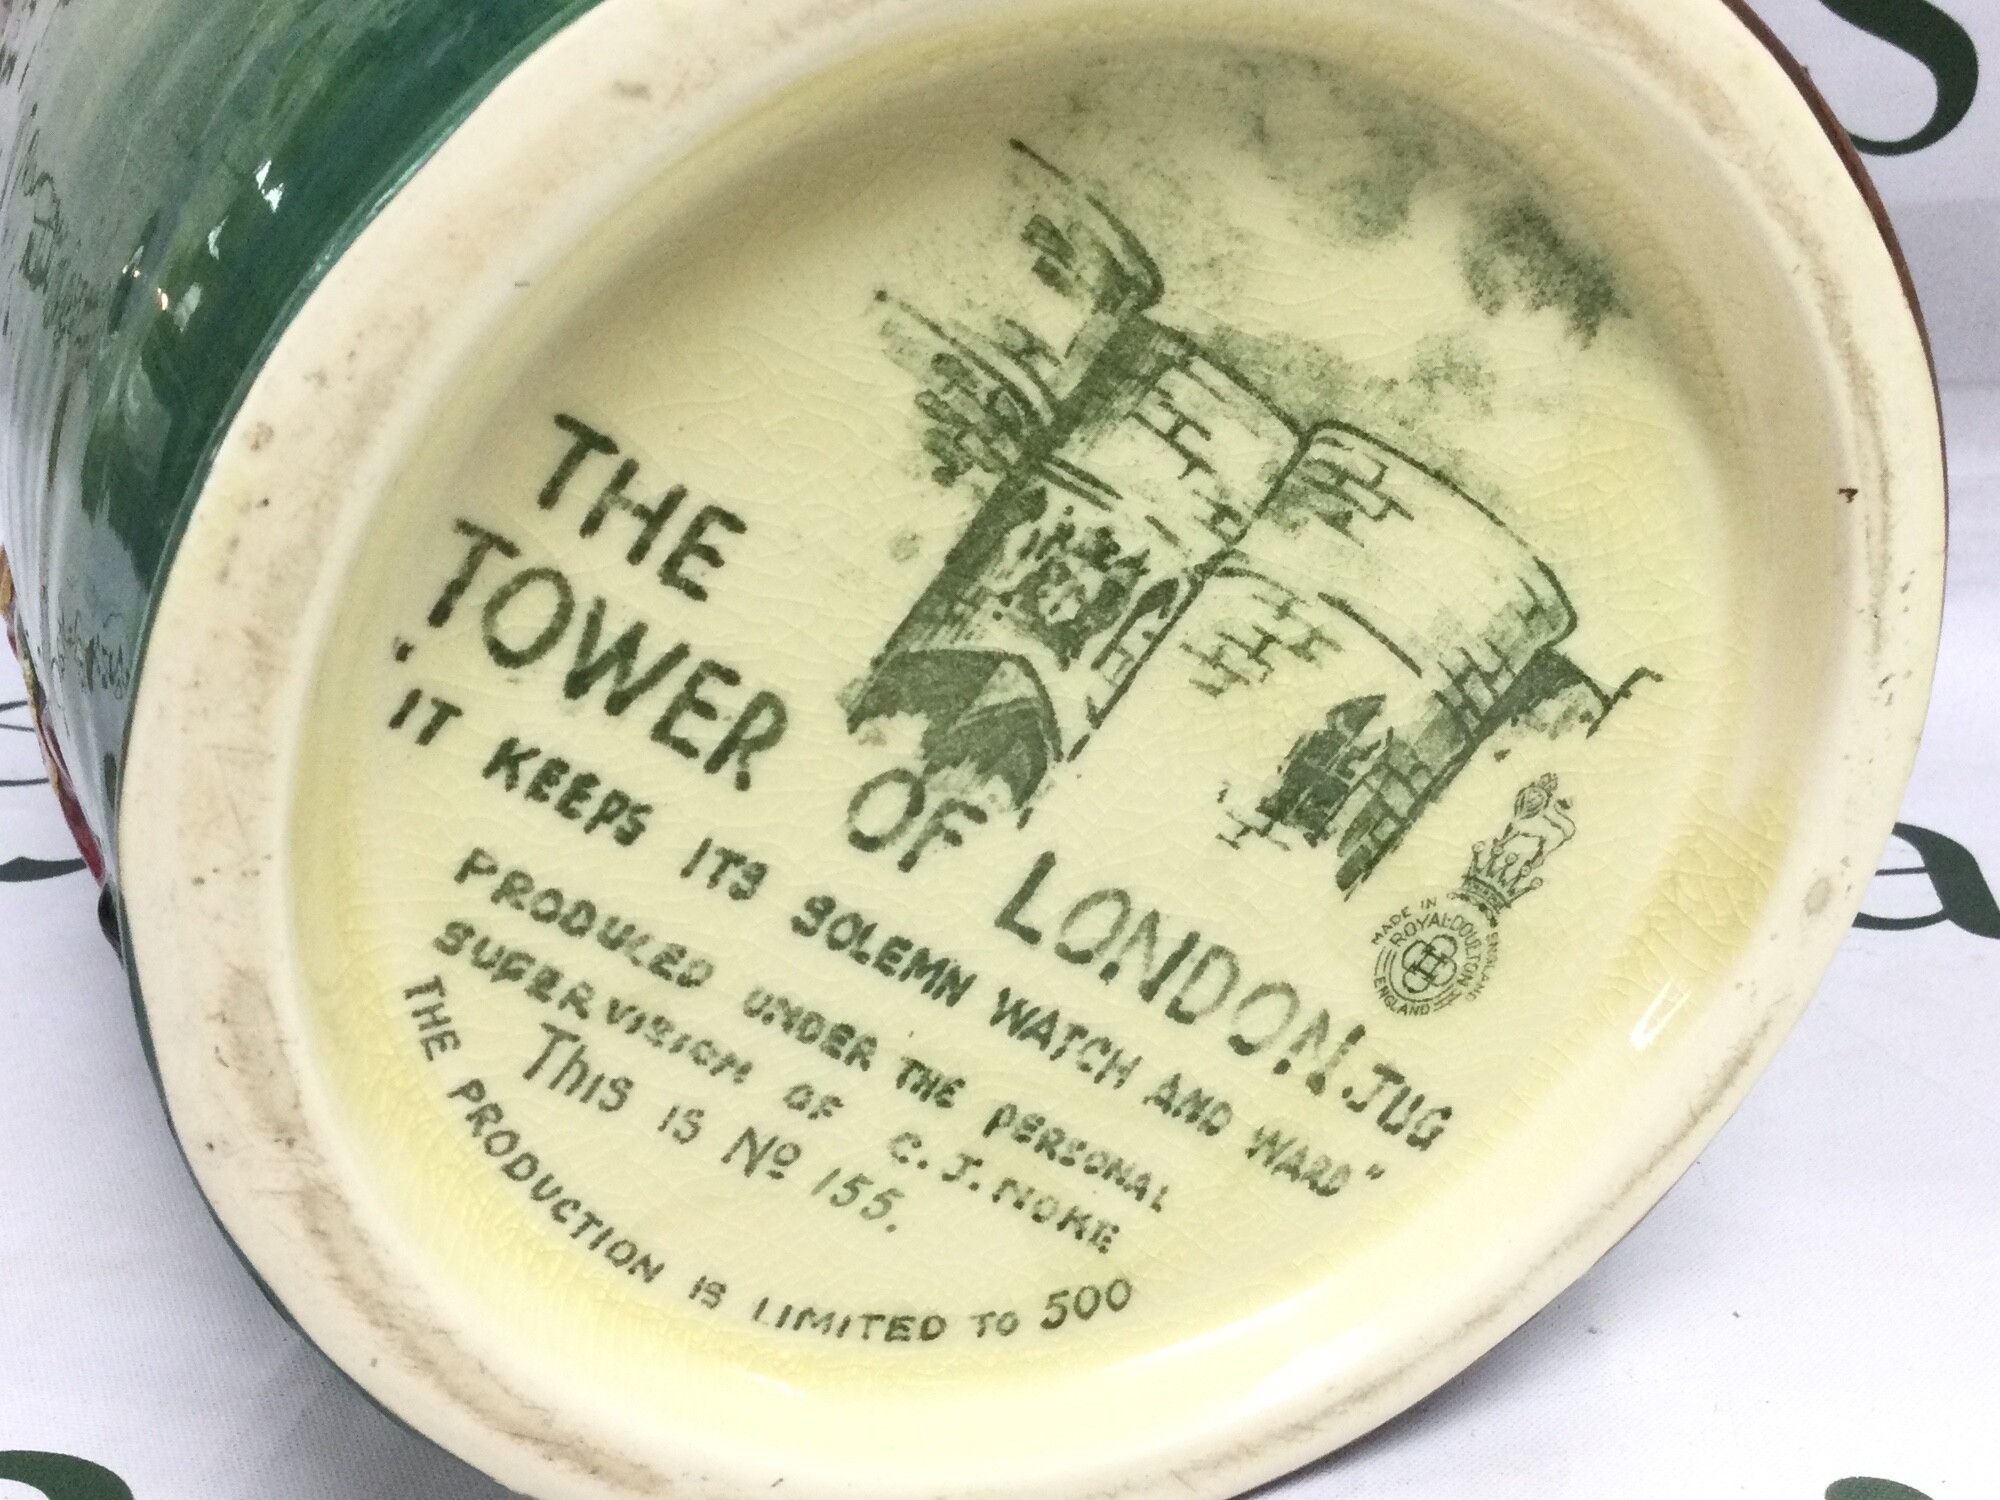 THE
TOWER OF LONDON JUG
"IT KEEPS ITS SOLEMN WATCH AND WARD"
PRODUCED UNDER THE PERSONAL
SUPERVISION OF C. J. NOKE
This is No 155.
THE PRODUCTION IS LIMITED TO 500
MADE IN ENGLAND
ROYAL DOULTON
ENGLAND